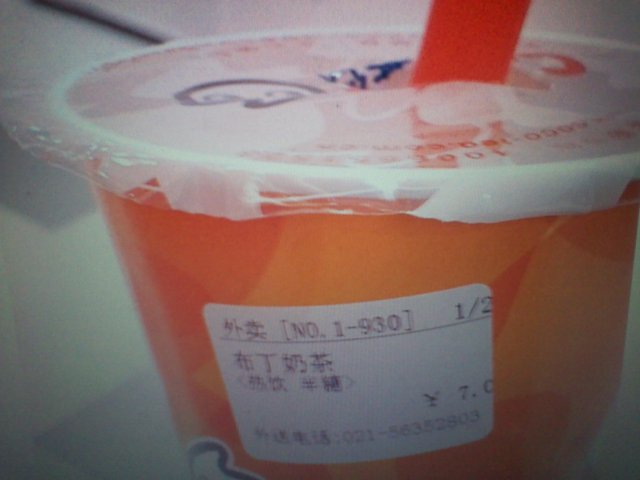 外卖 [NO. 1-930] 1/2
布丁奶茶
<热饮 半糖>
￥ 7.0
外送电话:021-56352803